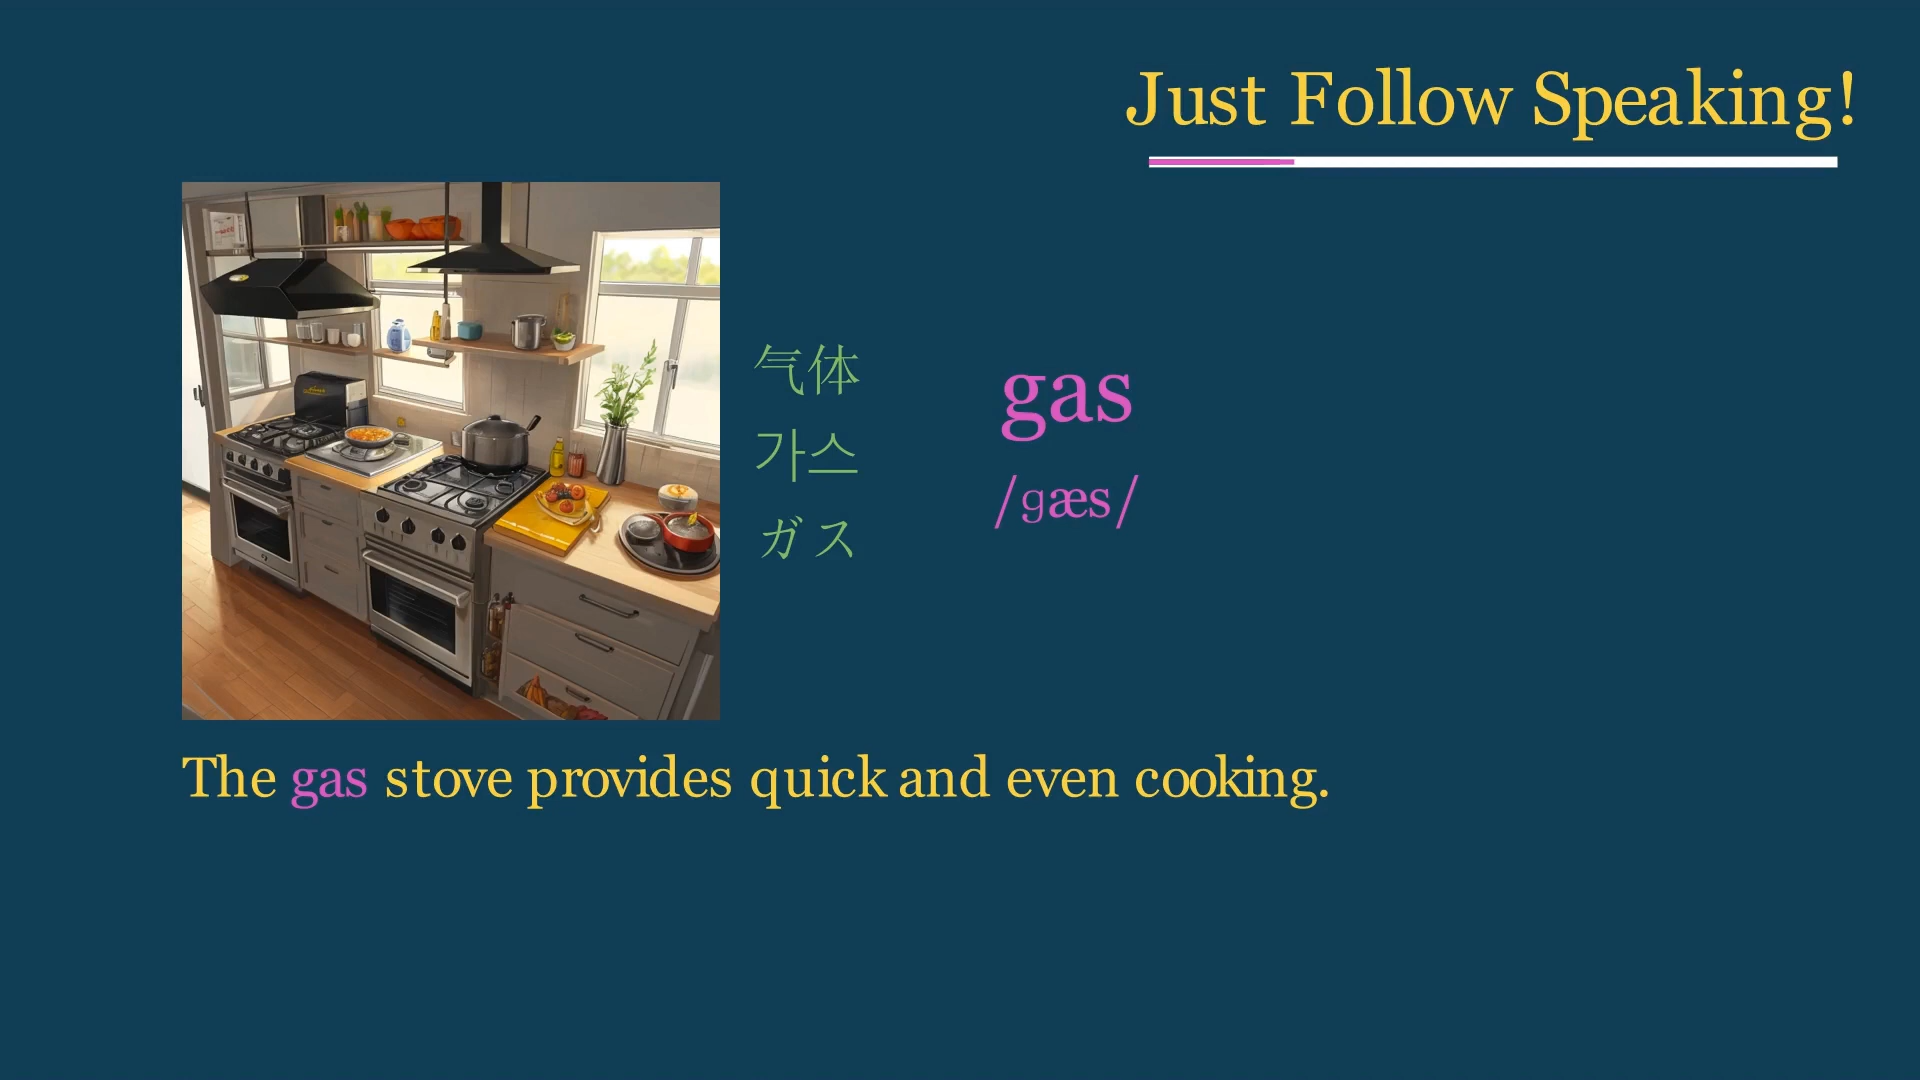 Just Follow Speaking!
气体
가스
ガス
gas
/gæs/
The gas stove provides quick and even cooking.